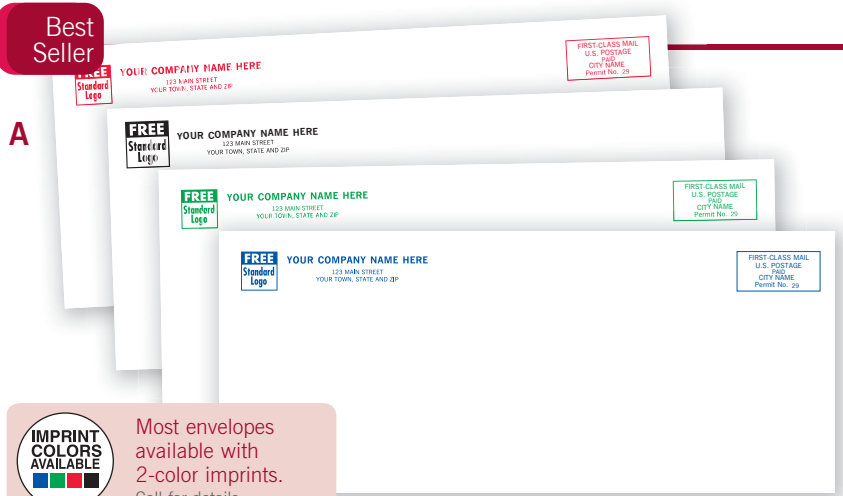 Best
Seller
A
FREE
Standard
Logo
YOUR COMPANY NAME HERE
123 MAIN STREET
YOUR TOWN, STATE AND ZIP
FIRST-CLASS MAIL
U.S. POSTAGE
PAID
CITY NAME
Permit No. 29
FREE
Standard
Logo
YOUR COMPANY NAME HERE
123 MAIN STREET
YOUR TOWN, STATE AND ZIP
FREE
Standard
Logo
YOUR COMPANY NAME HERE
123 MAIN STREET
YOUR TOWN, STATE AND ZIP
FIRST-CLASS MAIL
U.S. POSTAGE
PAID
CITY NAME
Permit No. 29
FREE
Standard
Logo
YOUR COMPANY NAME HERE
123 MAIN STREET
YOUR TOWN, STATE AND ZIP
FIRST-CLASS MAIL
U.S. POSTAGE
PAID
CITY NAME
Permit No. 29
IMPRINT
COLORS
AVAILABLE
Most envelopes
available with
2-color imprints.
Call for details